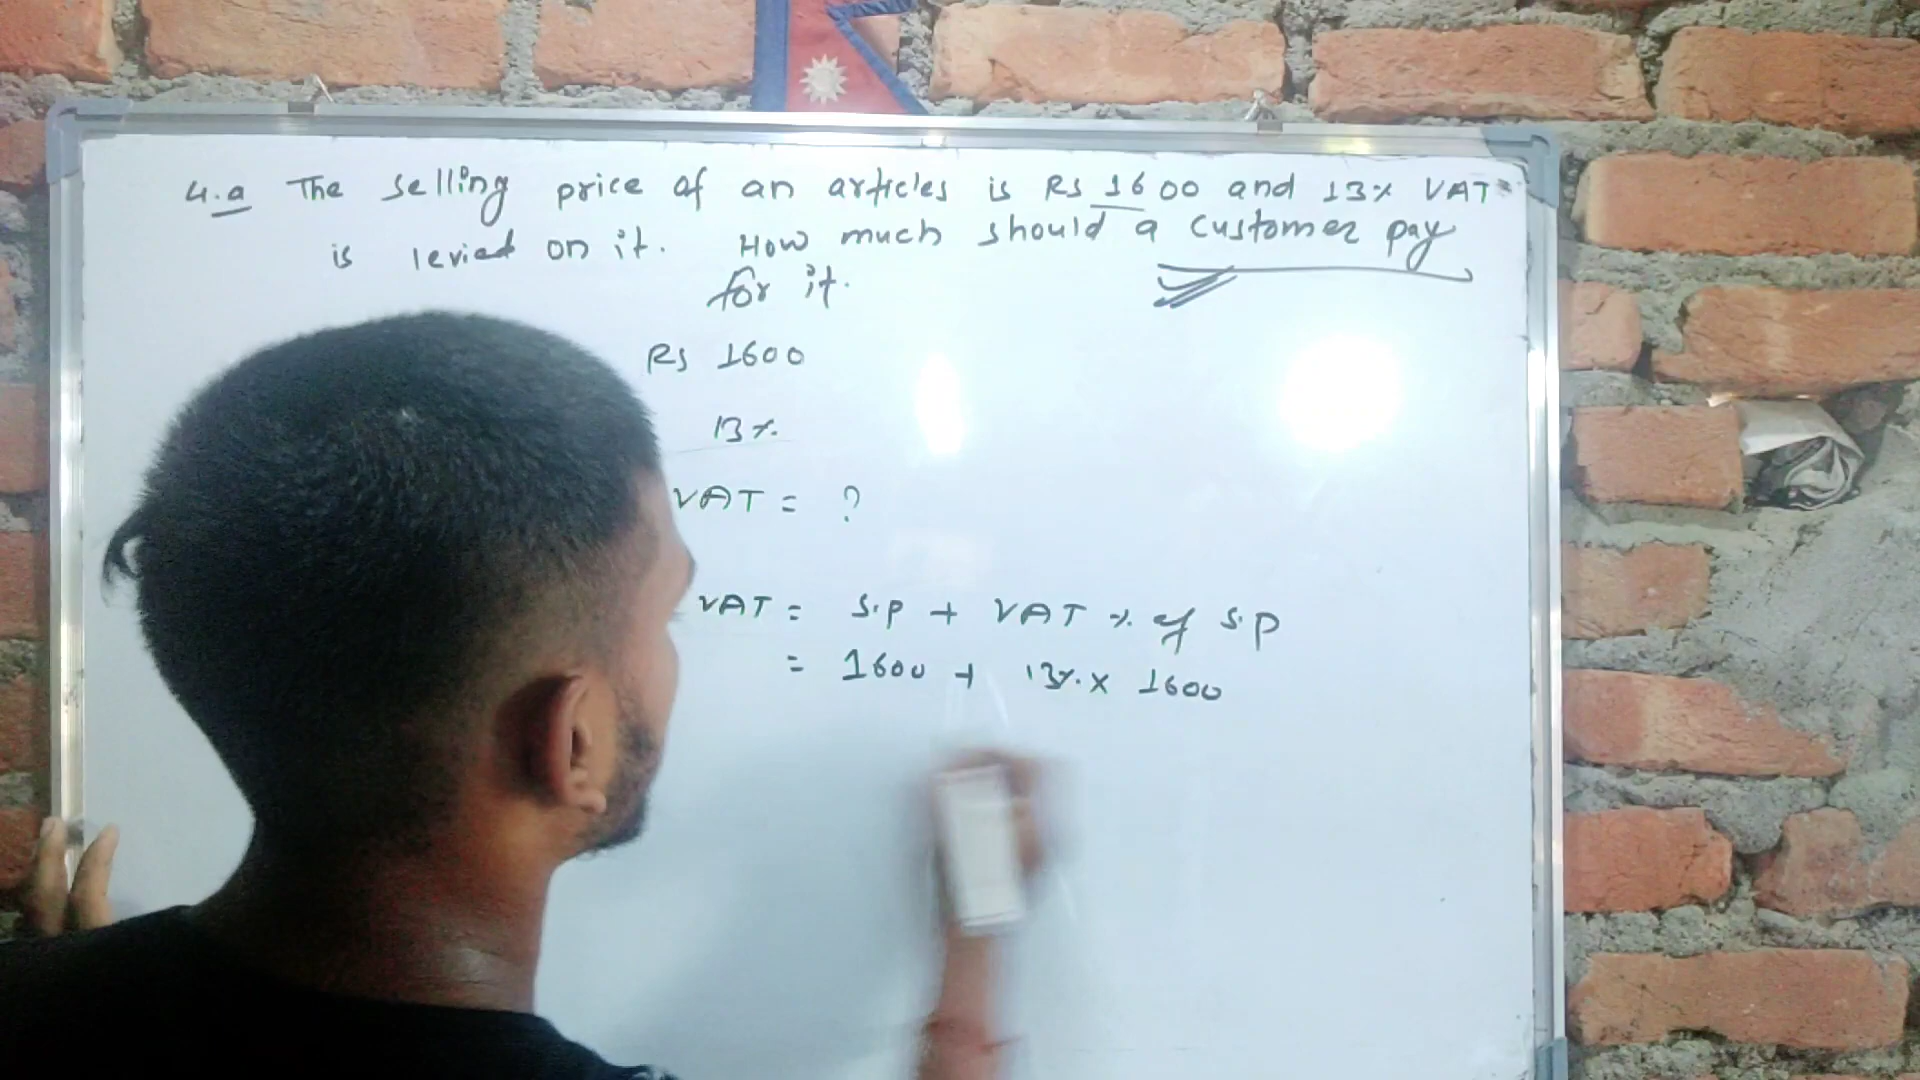 4.a The selling price of an articles is Rs 1600 and 13% VAT
is levied on it. How much should a customer pay
for it.
Rs 1600
13%
VAT = ?
VAT = S.P + VAT % of S.P
= 1600 + 13% x 1600